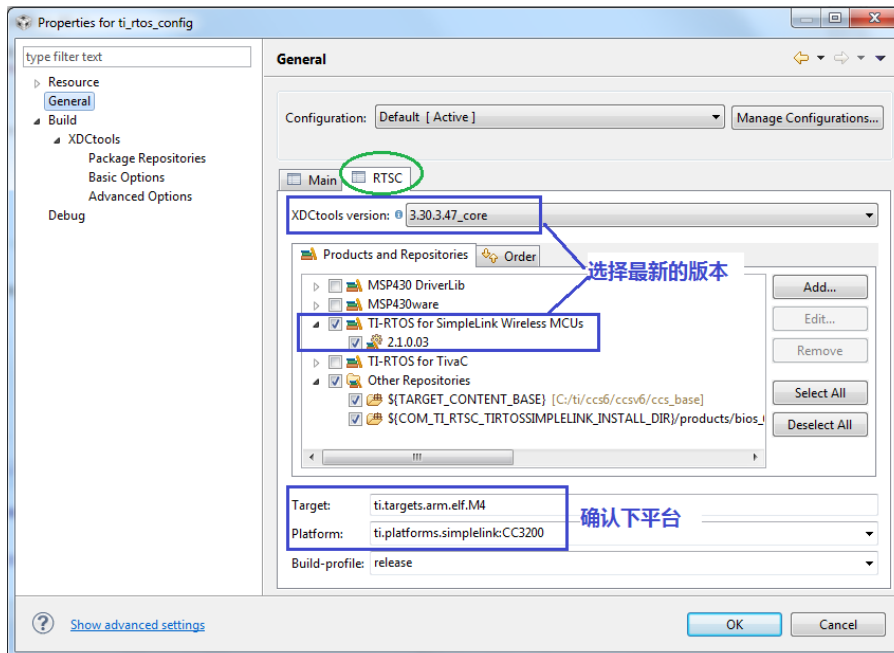 Properties for ti_rtos_config
type filter text
Resource
General
Build
XDCtools
Package Repositories
Basic Options
Advanced Options
Debug
General
Configuration: Default [ Active ] Manage Configurations...
Main RTSC
XDCtools version: 3.30.3.47_core
Products and Repositories Order
选择最新的版本
MSP430 DriverLib
MSP430ware
TI-RTOS for SimpleLink Wireless MCUs
2.1.0.03
TI-RTOS for TivaC
Other Repositories
${TARGET_CONTENT_BASE} [C:/ti/ccs6/ccsv6/ccs_base]
${COM_TI_RTSC_TIRTOSSIMPLELINK_INSTALL_DIR}/products/bios_
Add...
Edit...
Remove
Select All
Deselect All
Target: ti.targets.arm.elf.M4
Platform: ti.platforms.simplelink:CC3200
确认下平台
Build-profile: release
Show advanced settings
OK Cancel